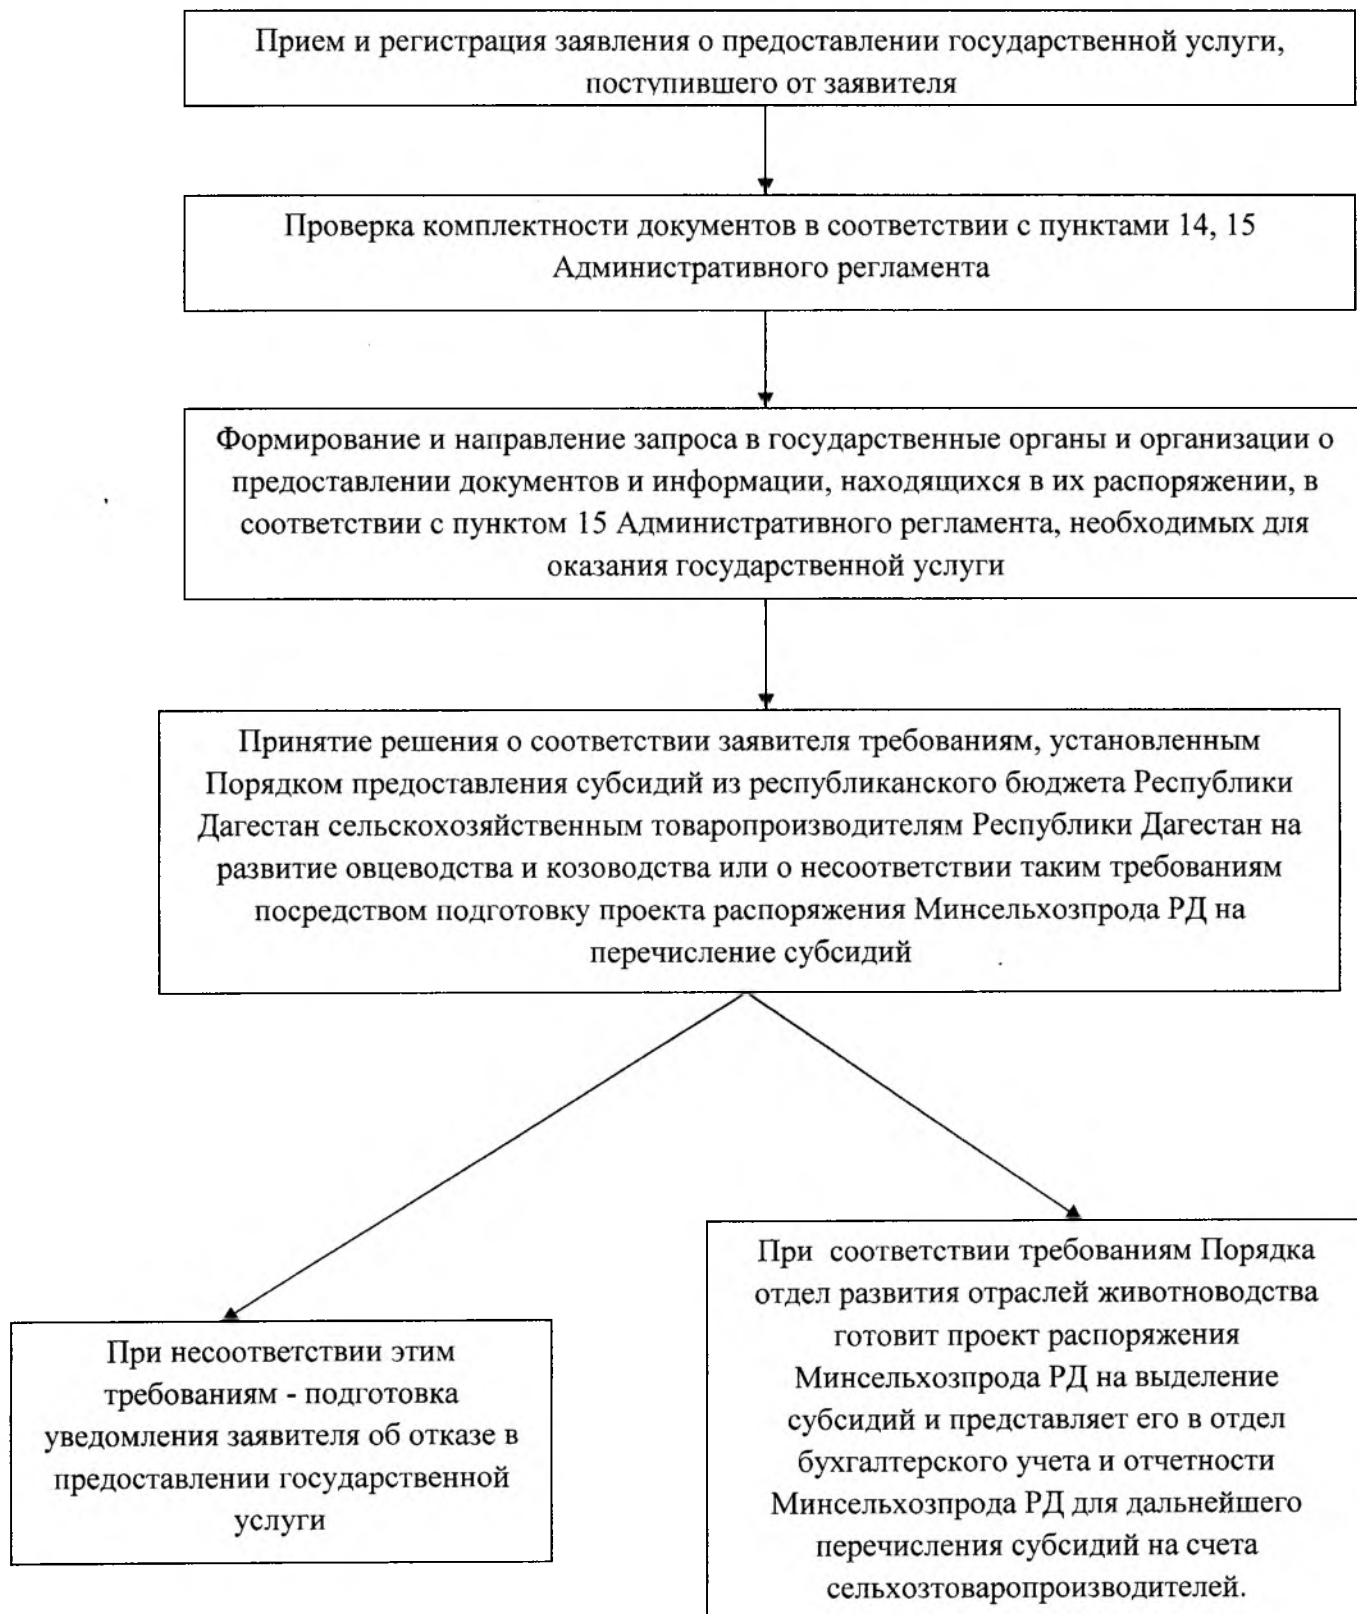 Прием и регистрация заявления о предоставлении государственной услуги,
поступившего от заявителя
Проверка комплектности документов в соответствии с пунктами 14, 15
Административного регламента
Формирование и направление запроса в государственные органы и организации о
предоставлении документов и информации, находящихся в их распоряжении, в
соответствии с пунктом 15 Административного регламента, необходимых для
оказания государственной услуги
Принятие решения о соответствии заявителя требованиям, установленным
Порядком предоставления субсидий из республиканского бюджета Республики
Дагестан сельскохозяйственным товаропроизводителям Республики Дагестан на
развитие овцеводства и козоводства или о несоответствии таким требованиям
посредством подготовку проекта распоряжения Минсельхозпрода РД на
перечисление субсидий
При несоответствии этим
требованиям - подготовка
уведомления заявителя об отказе в
предоставлении государственной
услуги
При соответствии требованиям Порядка
отдел развития отраслей животноводства
готовит проект распоряжения
Минсельхозпрода РД на выделение
субсидий и представляет его в отдел
бухгалтерского учета и отчетности
Минсельхозпрода РД для дальнейшего
перечисления субсидий на счета
сельхозтоваропроизводителей.